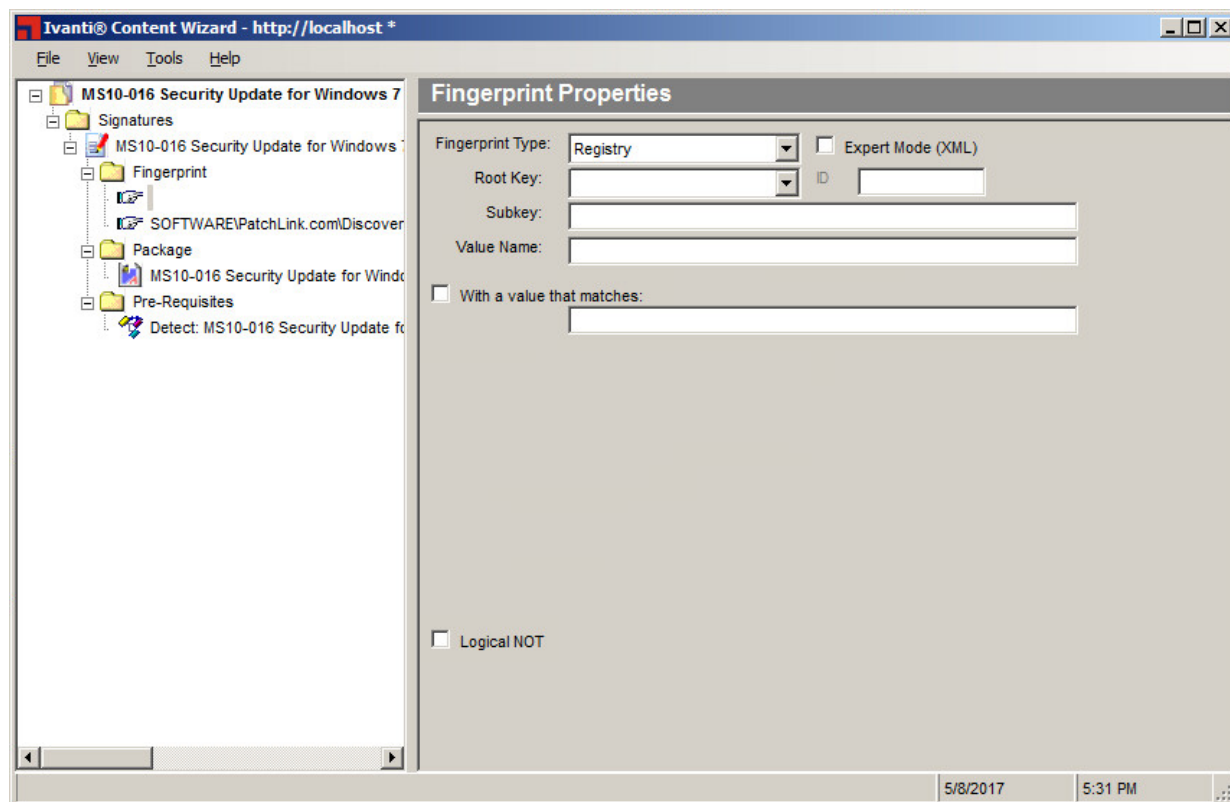 Ivanti® Content Wizard - http://localhost *
File View Tools Help
MS10-016 Security Update for Windows 7
Signatures
MS10-016 Security Update for Windows
Fingerprint
SOFTWARE\PatchLink.com\Discover
Package
MS10-016 Security Update for Windo
Pre-Requisites
Detect: MS10-016 Security Update fo
Fingerprint Properties
Fingerprint Type: Registry Expert Mode (XML)
Root Key: ID
Subkey:
Value Name:
With a value that matches:
Logical NOT
5/8/2017 5:31 PM